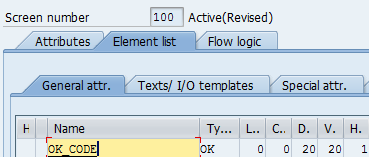 Screen number 100 Active(Revised)
Attributes Element list Flow logic
General attr. Texts/ I/O templates Special attr.
H Name Ty... L.. C.. D. V. H.
OK_CODE OK 0 0 20 20 1